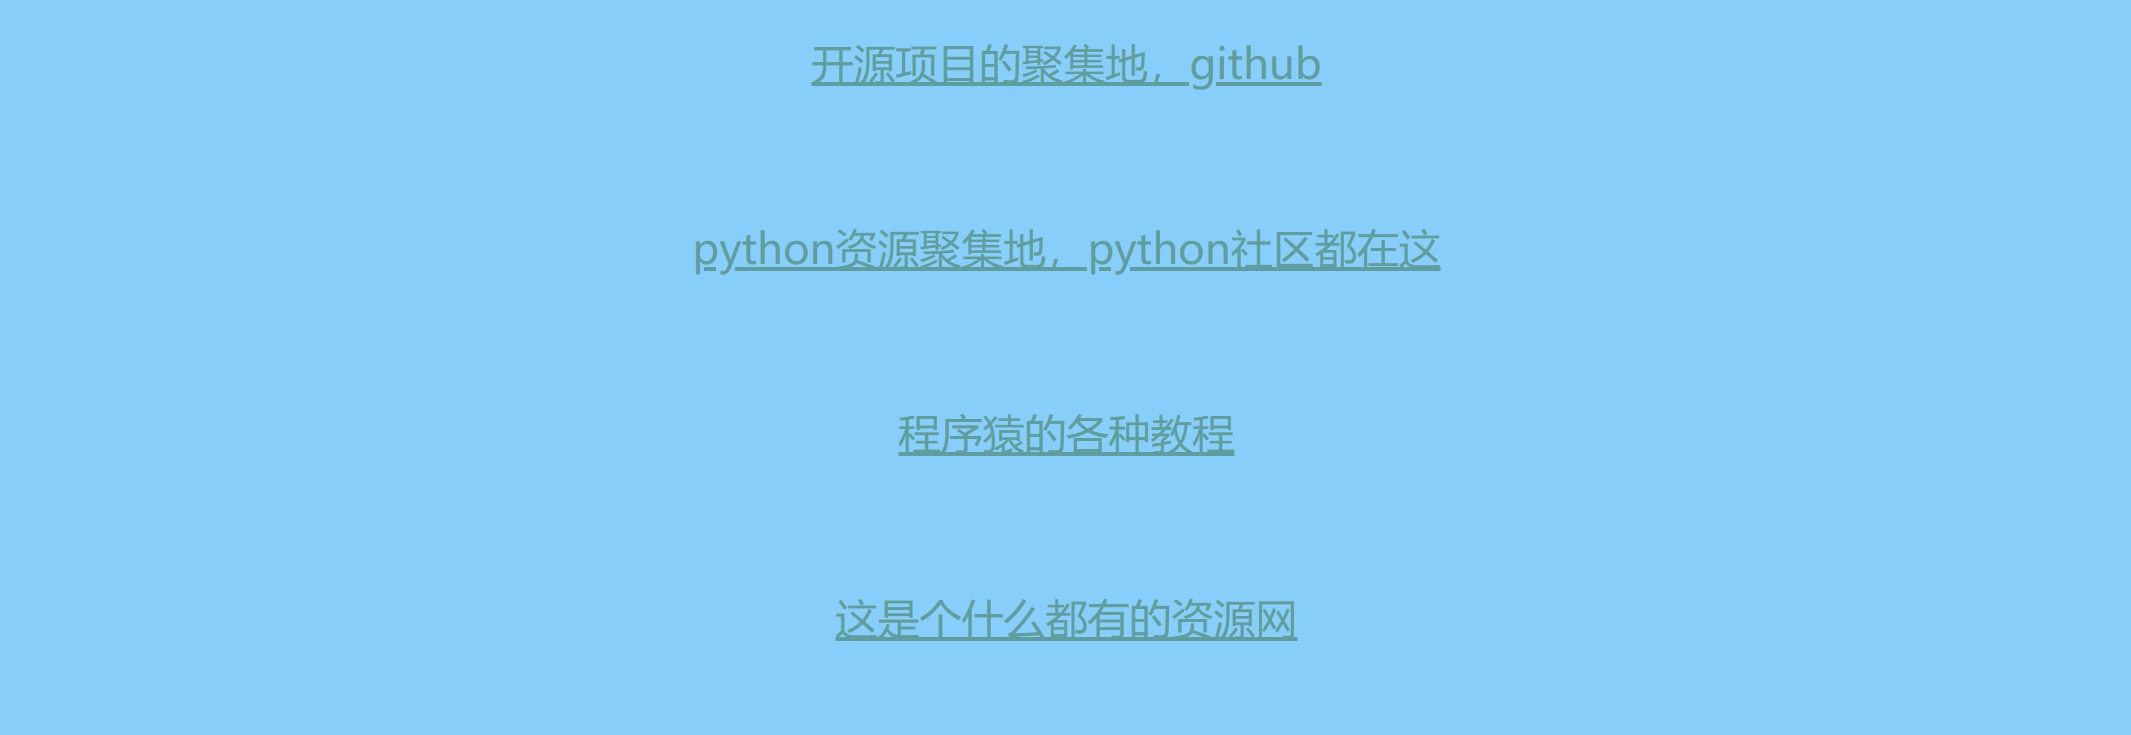 开源项目的聚集地，github
python资源聚集地，python社区都在这
程序猿的各种教程
这是个什么都有的资源网